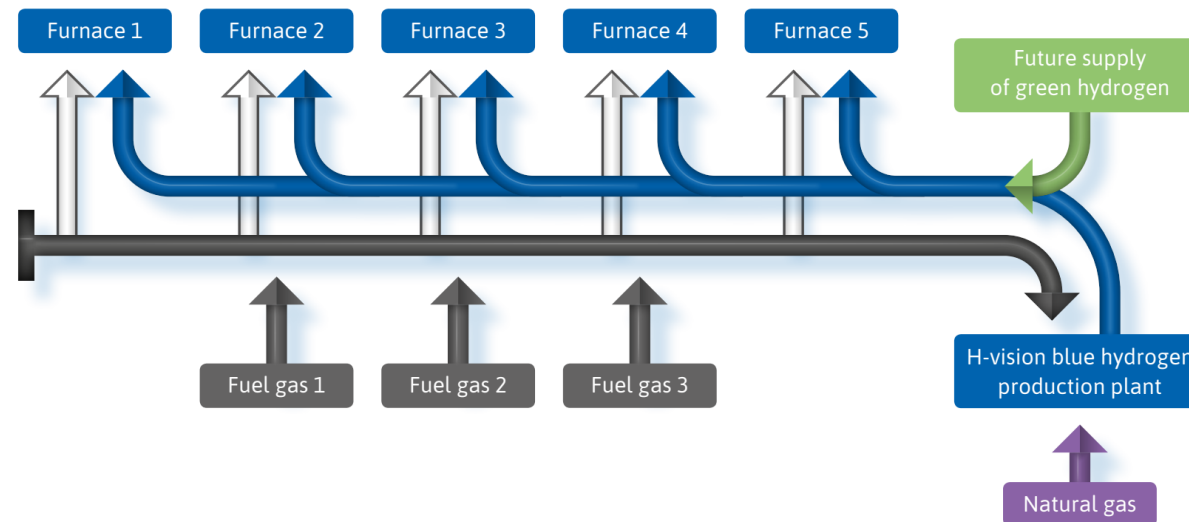 Furnace 1
Furnace 2
Furnace 3
Furnace 4
Furnace 5
Future supply
of green hydrogen
Fuel gas 1
Fuel gas 2
Fuel gas 3
H-vision blue hydrogen
production plant
Natural gas